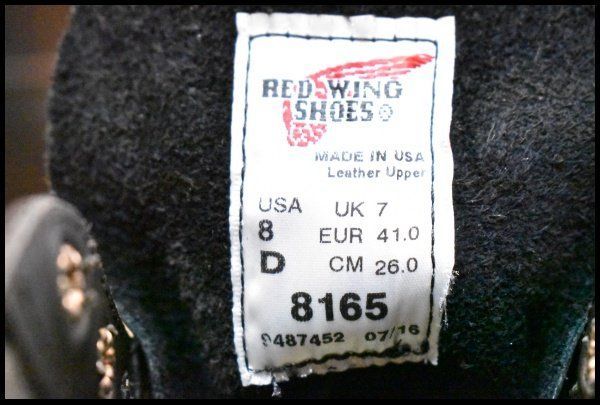 RED WING
SHOES®
MADE IN USA
Leather Upper
USA UK 7
8 EUR 41.0
D CM 26.0
8165
9487452 07/16